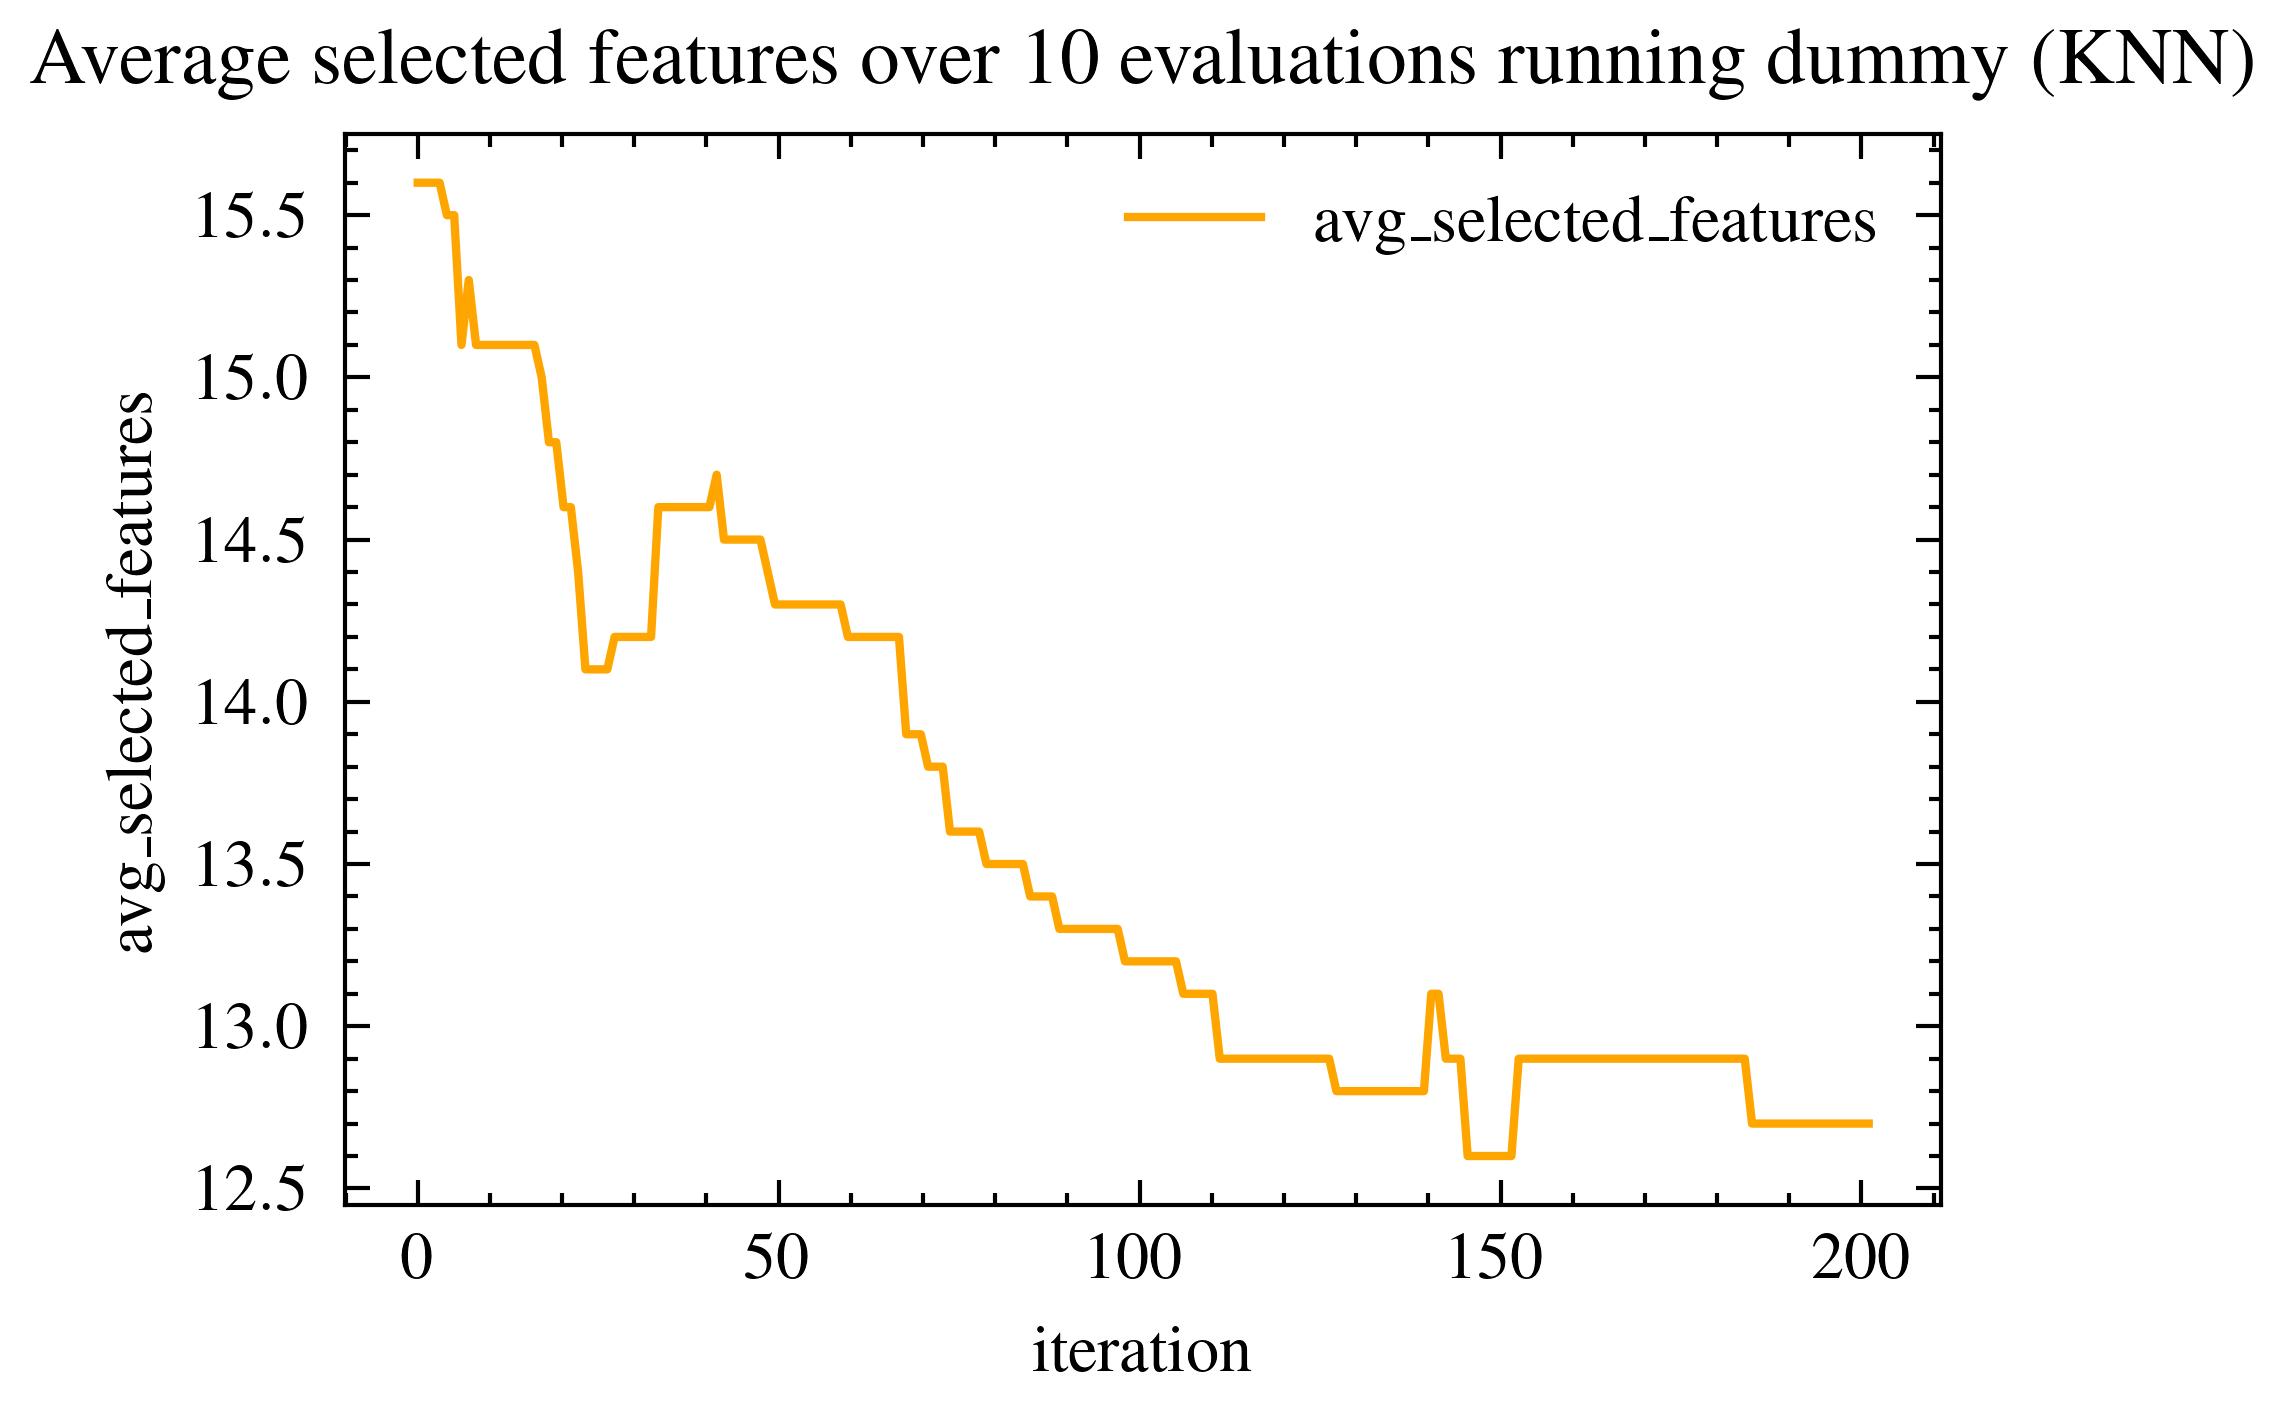 Average selected features over 10 evaluations running dummy (KNN)
avg_selected_features
avg_selected_features
15.5
15.0
14.5
14.0
13.5
13.0
12.5
0 50 100 150 200
iteration